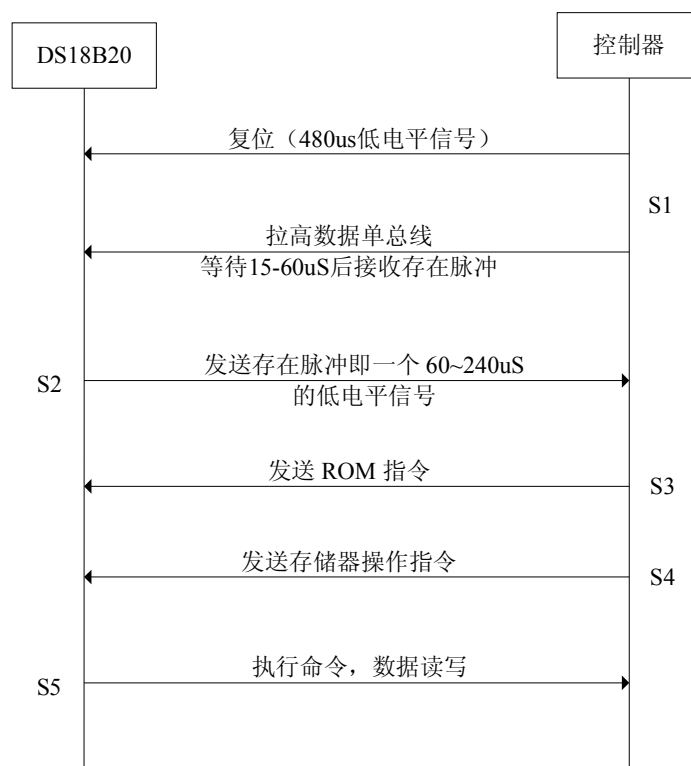 DS18B20
控制器
复位（480us低电平信号）
S1
拉高数据单总线
等待15-60uS后接收存在脉冲
S2
发送存在脉冲即一个 60~240uS
的低电平信号
发送 ROM 指令
S3
发送存储器操作指令
S4
执行命令，数据读写
S5